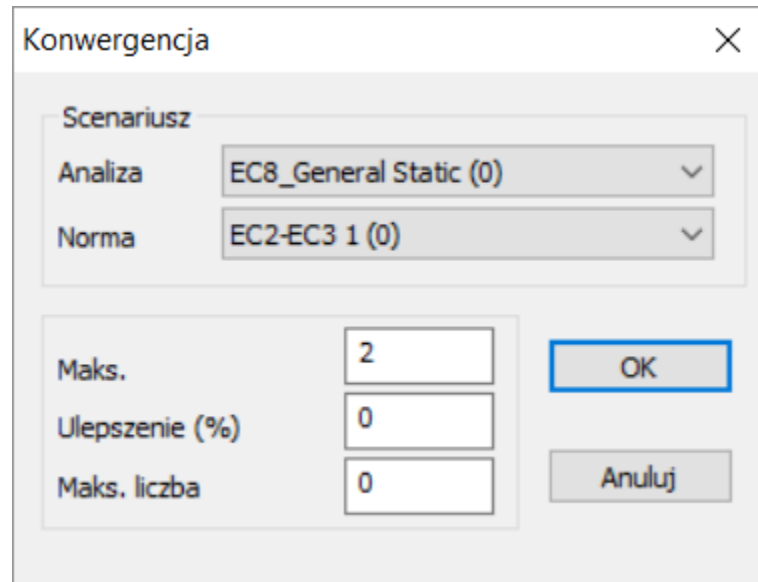 Konwergencja
Scenariusz
Analiza EC8_General Static (0)
Norma EC2-EC3 1 (0)
Maks. 2
Ulepszenie (%) 0
Maks. liczba 0
OK
Anuluj